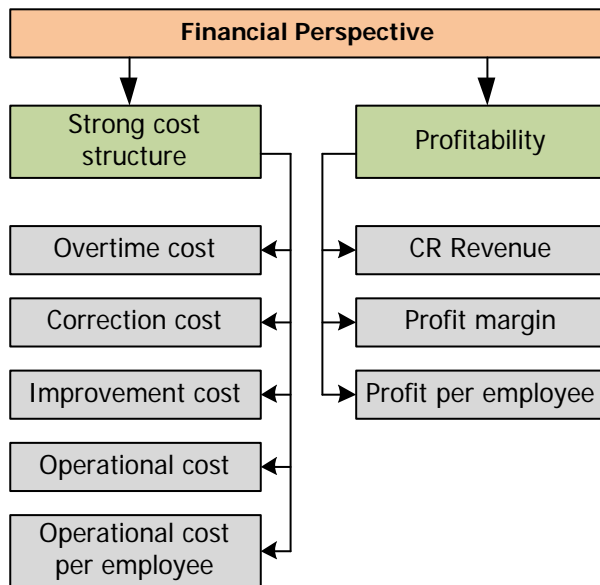 Financial Perspective
Strong cost
structure
Overtime cost
Correction cost
Improvement cost
Operational cost
Operational cost
per employee
Profitability
CR Revenue
Profit margin
Profit per employee